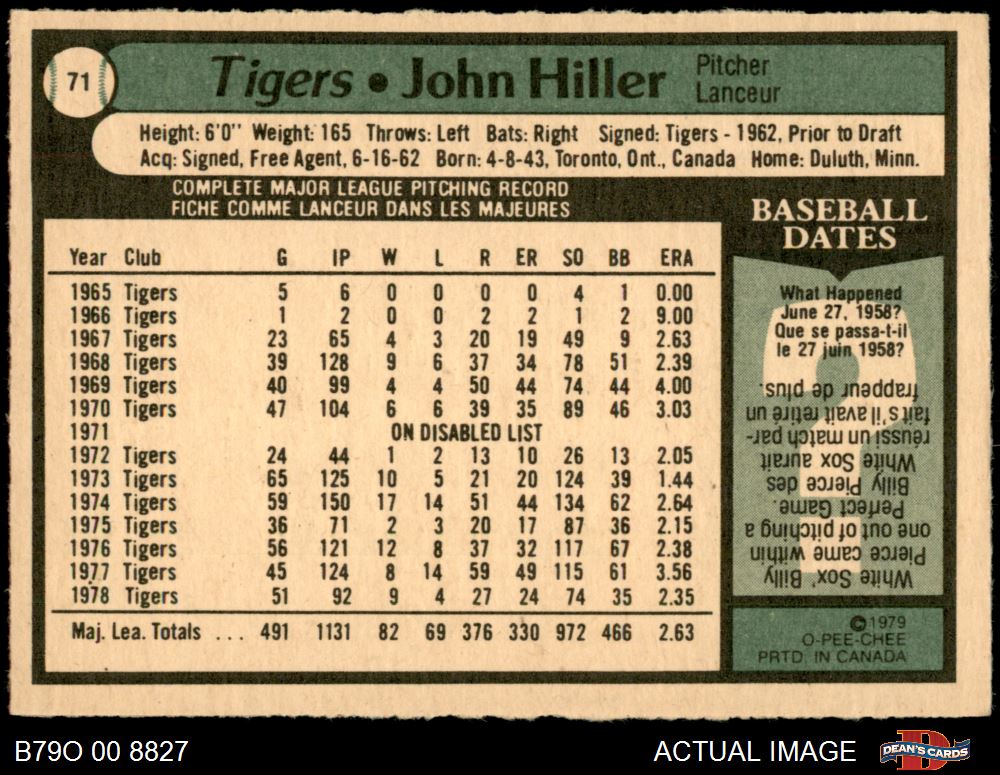 71
Tigers • John Hiller
Pitcher
Lanceur
Height: 6'0" Weight: 165 Throws: Left Bats: Right Signed: Tigers - 1962, Prior to Draft
Acq: Signed, Free Agent, 6-16-62 Born: 4-8-43, Toronto, Ont., Canada Home: Duluth, Minn.
COMPLETE MAJOR LEAGUE PITCHING RECORD
FICHE COMME LANCEUR DANS LES MAJEURES
Year Club G IP W L R ER SO BB ERA
1965 Tigers 5 6 0 0 0 0 4 1 0.00
1966 Tigers 1 2 0 0 2 2 1 2 9.00
1967 Tigers 23 65 4 3 20 19 49 9 2.63
1968 Tigers 39 128 9 6 37 34 78 51 2.39
1969 Tigers 40 99 4 4 50 44 74 44 4.00
1970 Tigers 47 104 6 6 39 35 89 46 3.03
1971 ON DISABLED LIST
1972 Tigers 24 44 1 2 13 10 26 13 2.05
1973 Tigers 65 125 10 5 21 20 124 39 1.44
1974 Tigers 59 150 17 14 51 44 134 62 2.64
1975 Tigers 36 71 2 3 20 17 87 36 2.15
1976 Tigers 56 121 12 8 37 32 117 67 2.38
1977 Tigers 45 124 8 14 59 49 115 61 3.56
1978 Tigers 51 92 9 4 27 24 74 35 2.35
Maj. Lea. Totals ... 491 1131 82 69 376 330 972 466 2.63
BASEBALL
DATES
What Happened
June 27, 1958?
Que se passa-t-il
le 27 juin 1958?
White Sox' Billy
Pierce came within
one out of pitching a
Perfect Game.
Billy Pierce des
White Sox aurait
réussi un match par-
fait s'il avait retiré un
frappeur de plus.
©1979
O-PEE-CHEE
PRTD. IN CANADA
B79O 00 8827
ACTUAL IMAGE
DEAN'S CARDS